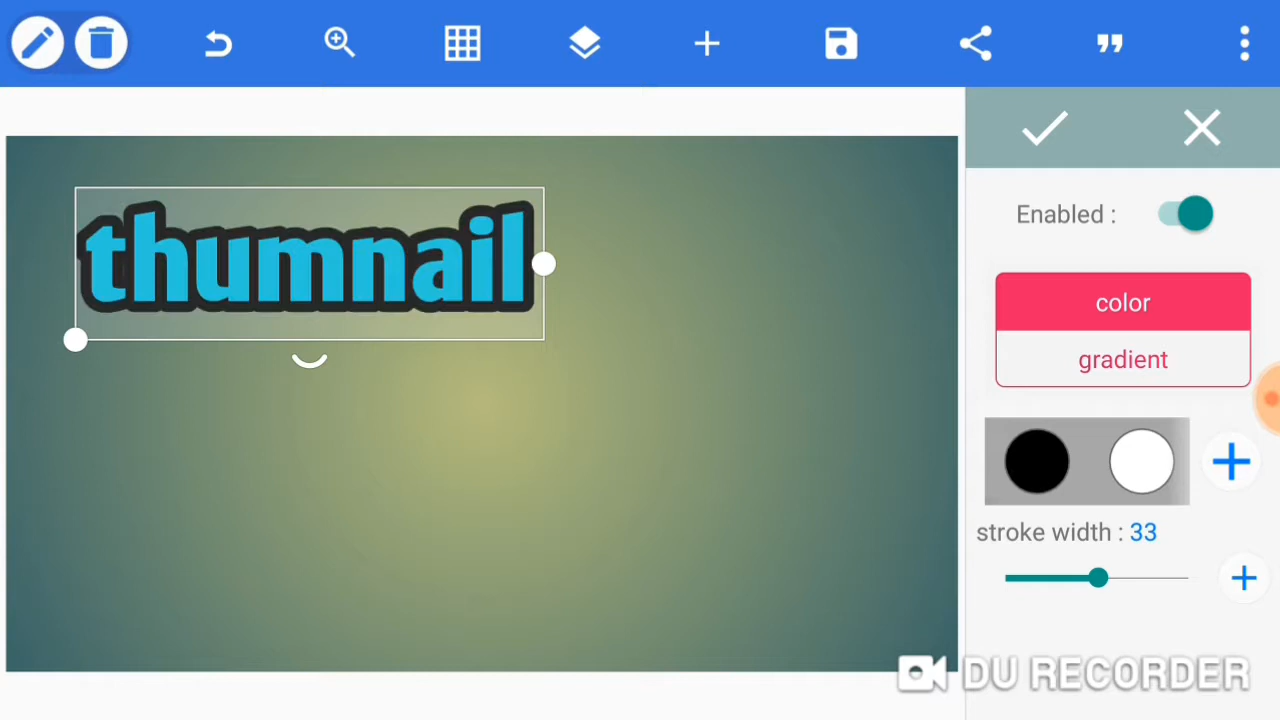 thumnail
Enabled :
color
gradient
stroke width : 33
DU RECORDER